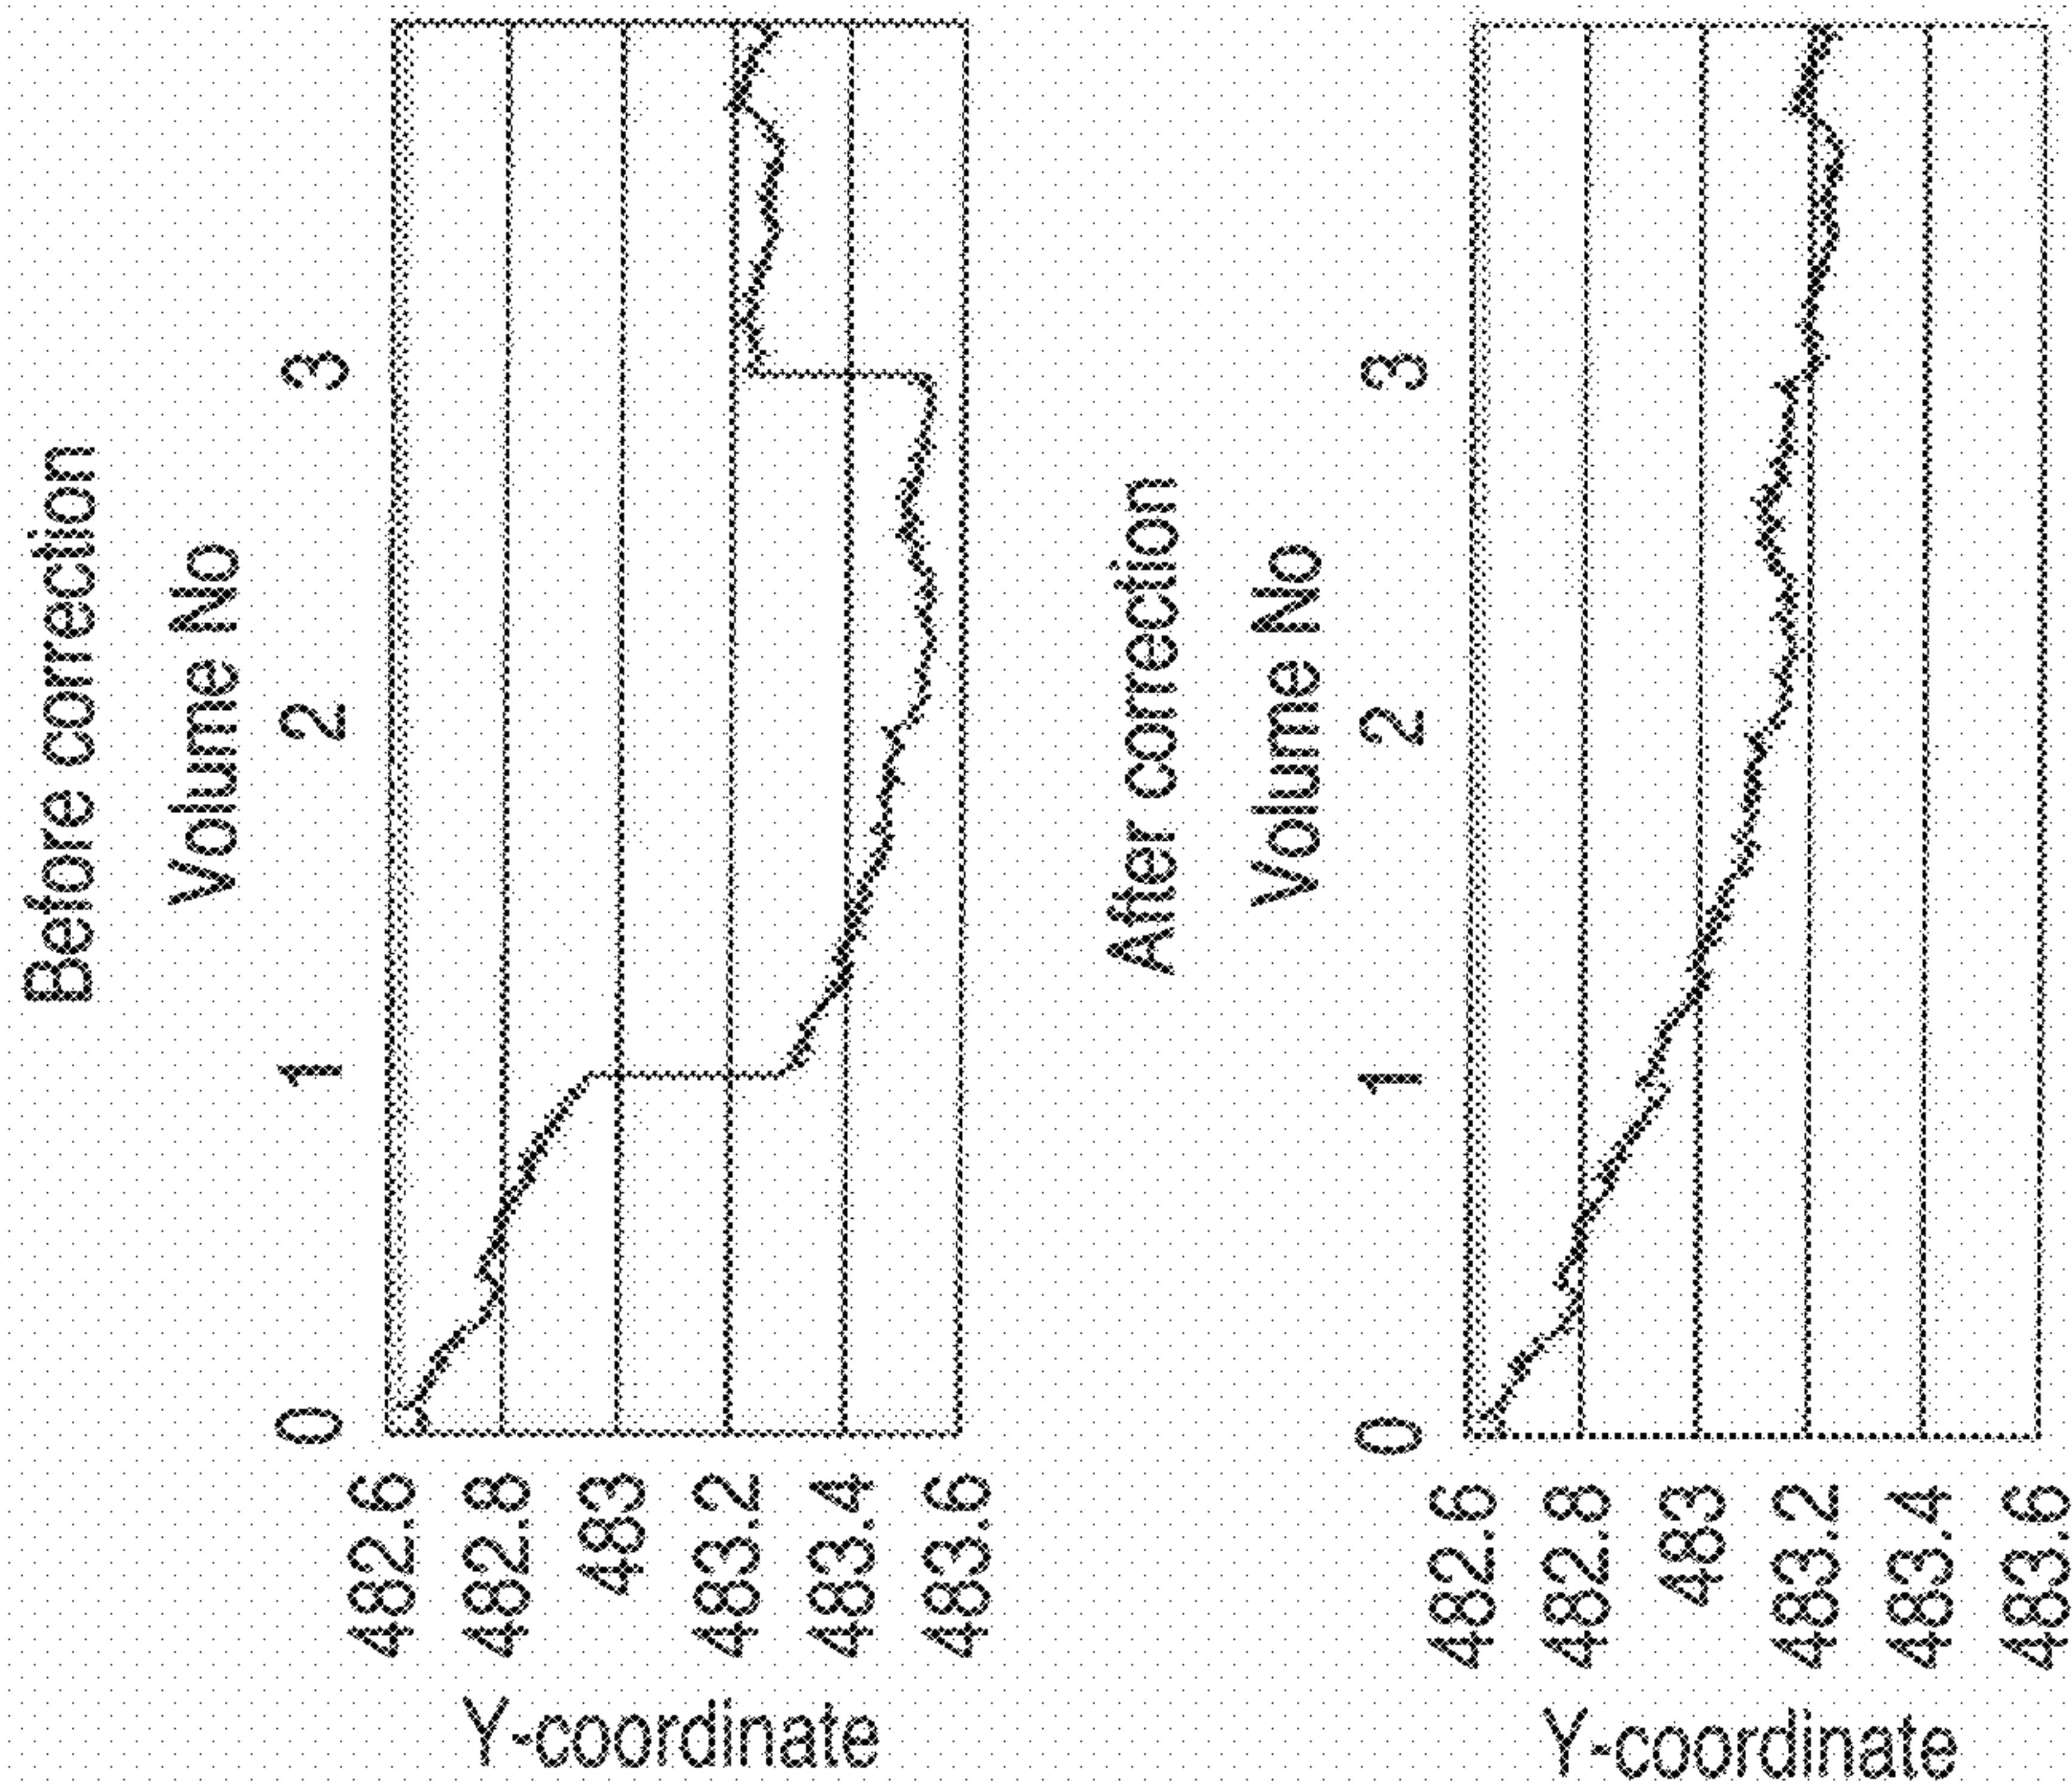 Before correction
Volume No
0 1 2 3
482.6
482.8
483
483.2
483.4
483.6
Y-coordinate
After correction
Volume No
0 1 2 3
482.6
482.8
483
483.2
483.4
483.6
Y-coordinate